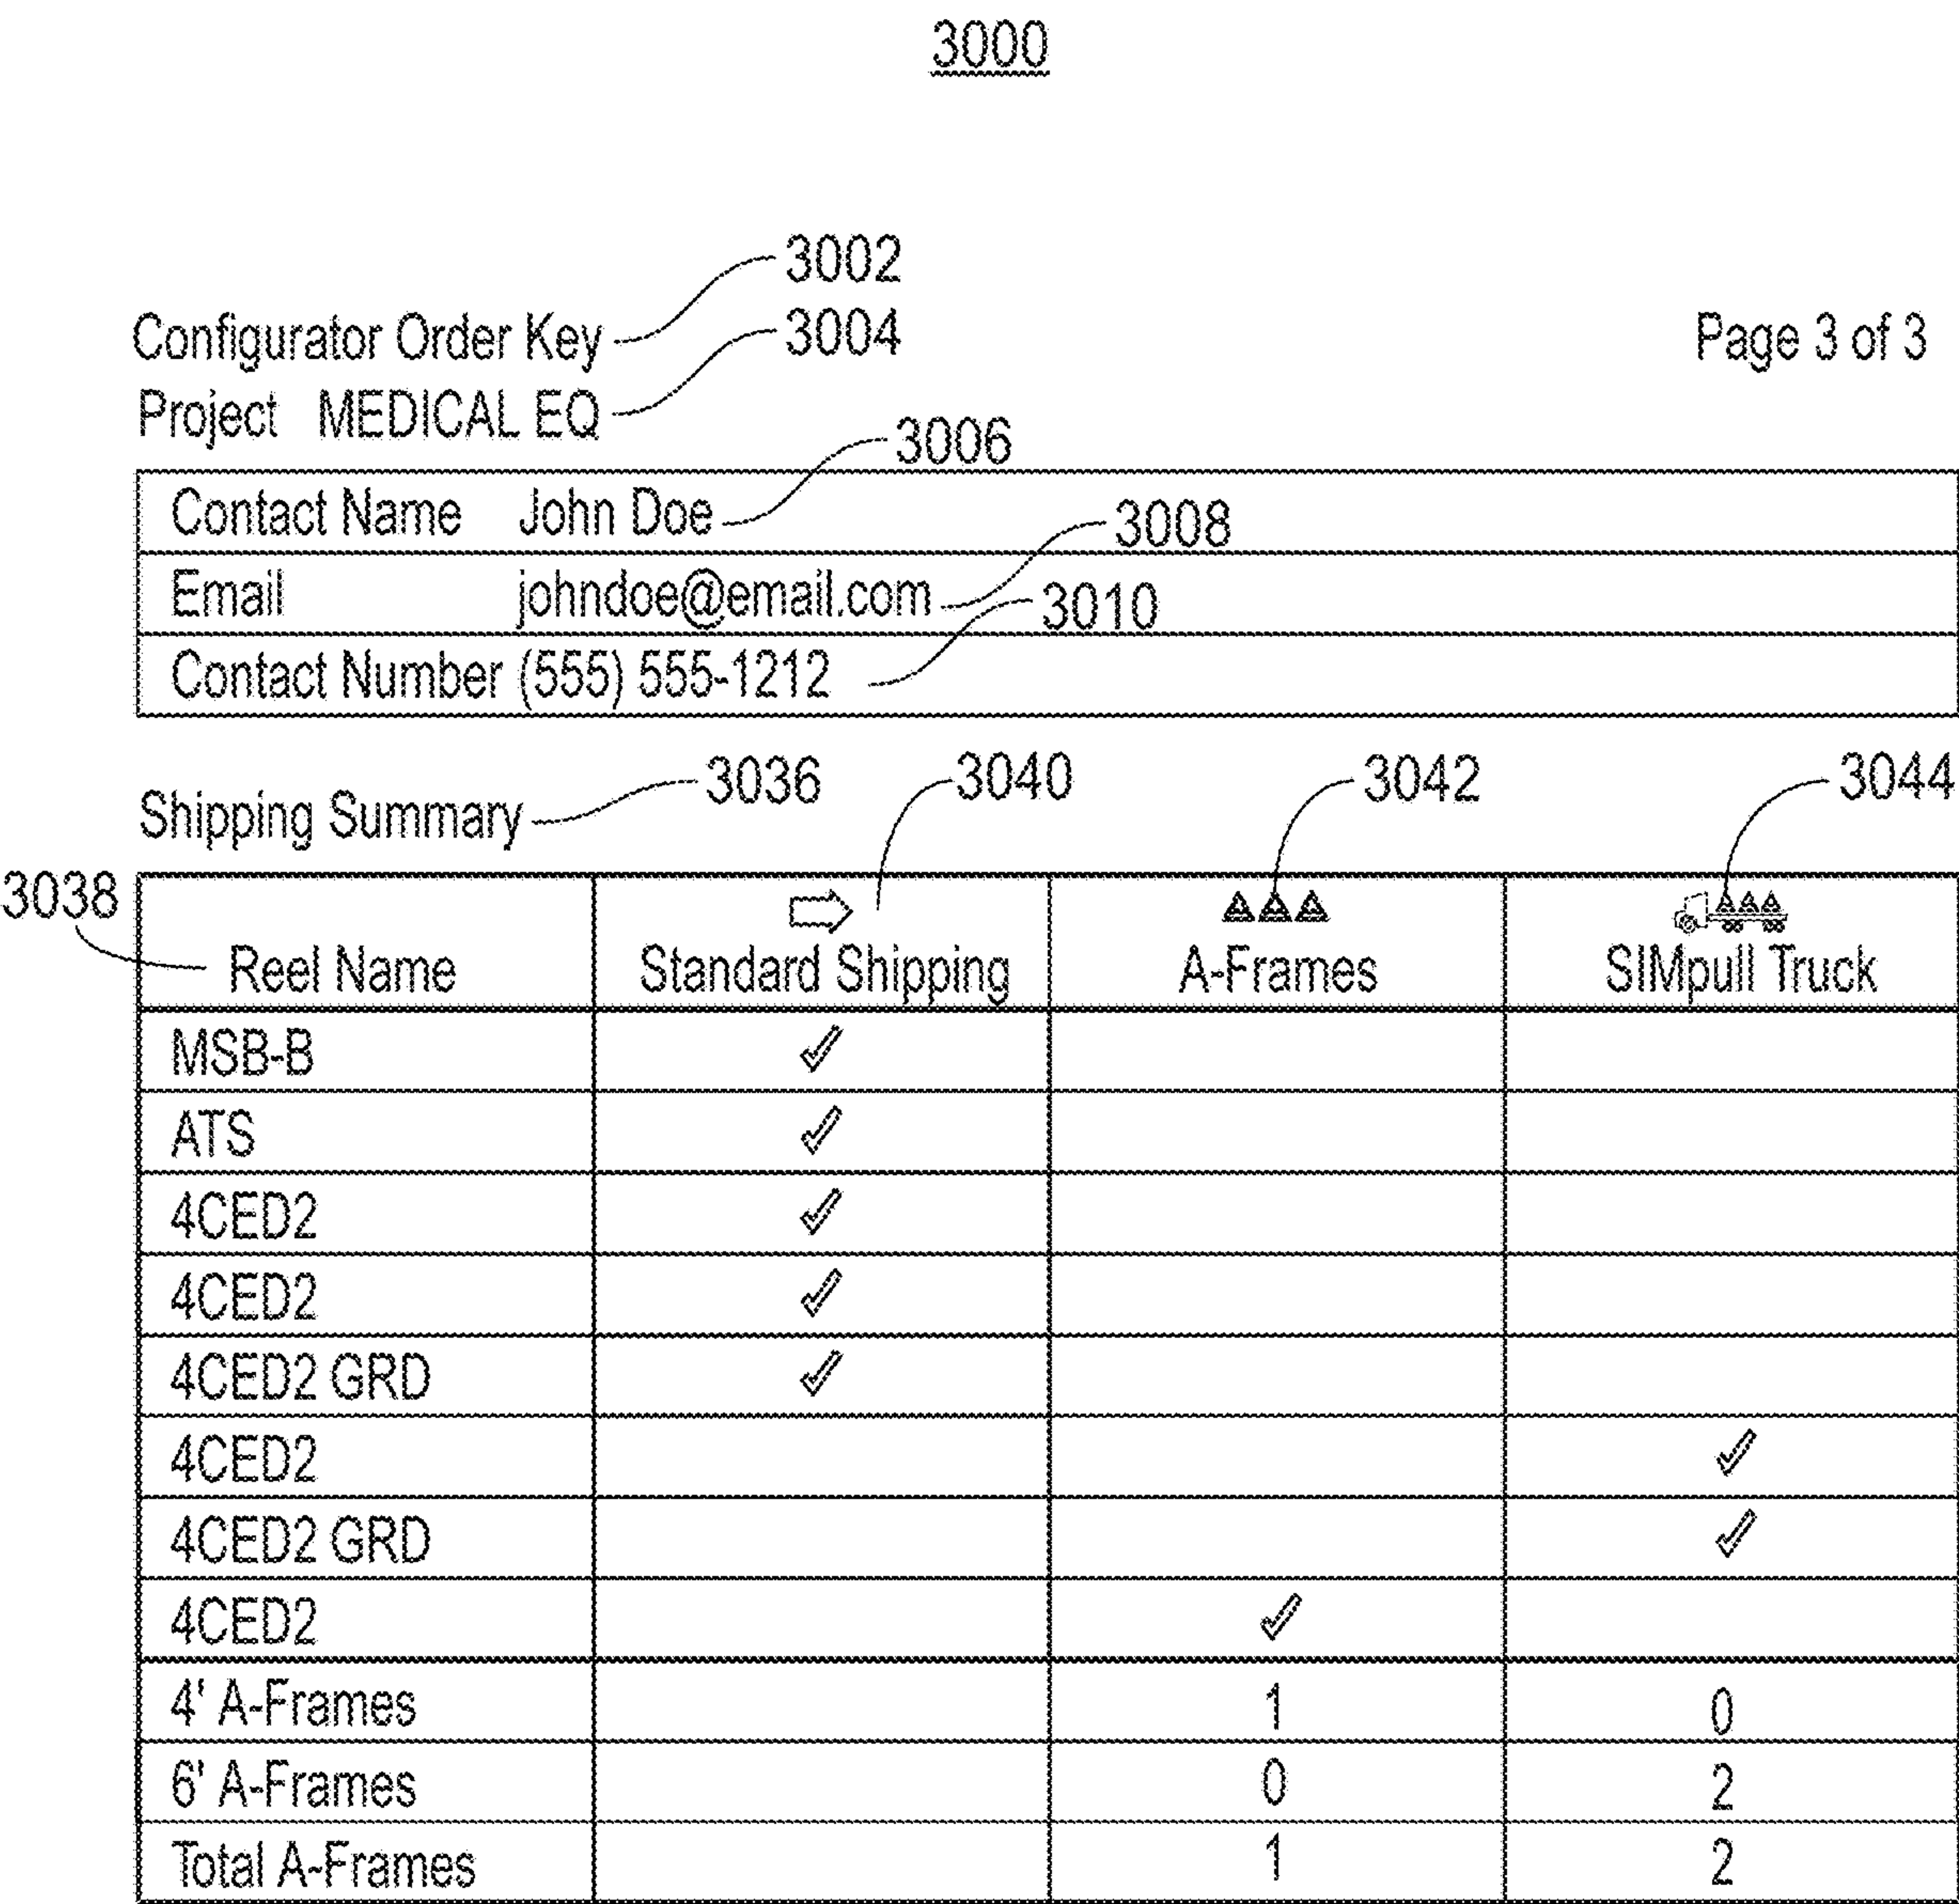 3000
3002
Configurator Order Key
3004
Page 3 of 3
Project MEDICAL EQ
3006
Contact Name John Doe
3008
Email johndoe@email.com
3010
Contact Number (555) 555-1212
Shipping Summary
3036
3040
3042
3044
3038
Reel Name Standard Shipping A-Frames SIMpull Truck
MSB-B ✓
ATS ✓
4CED2 ✓
4CED2 ✓
4CED2 GRD ✓
4CED2 ✓
4CED2 GRD ✓
4CED2 ✓
4' A-Frames 1 0
6' A-Frames 0 2
Total A-Frames 1 2